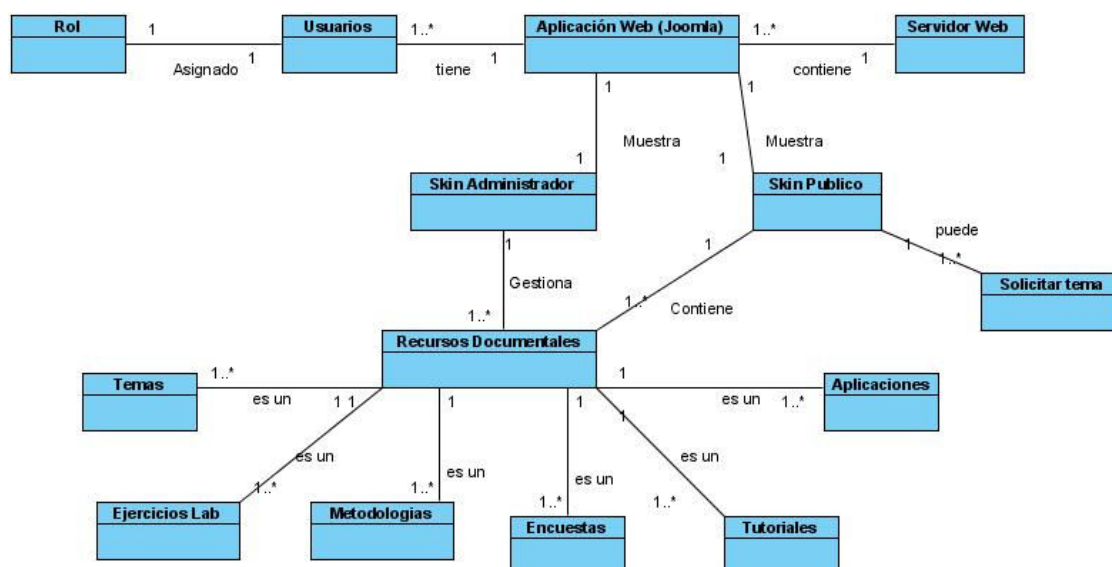 Rol
1
1
Asignado
Usuarios
1..*
1
tiene
Aplicación Web (Joomla)
1..*
1
contiene
Servidor Web
1
Muestra
1
1
Muestra
1
Skin Administrador
Skin Publico
1
Gestiona
1..*
1
Contiene
1..*
1
puede
1..*
Solicitar tema
Recursos Documentales
Temas
1..*
es un
1
1
es un
1..*
1
es un
1..*
1
es un
1..*
1
es un
1..*
1
es un
1..*
Aplicaciones
Ejercicios Lab
Metodologias
Encuestas
Tutoriales